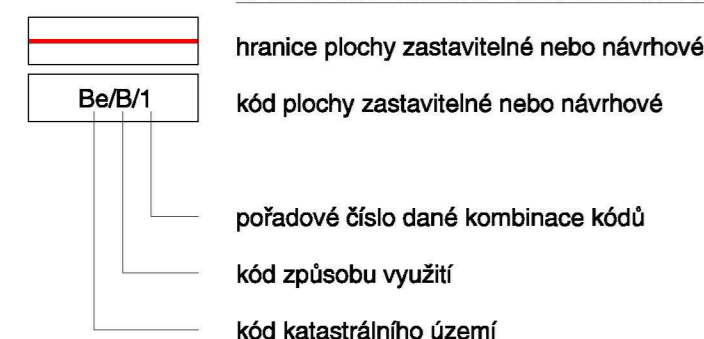 hranice plochy zastavitelné nebo návrhové
Be/B/1
kód plochy zastavitelné nebo návrhové
pořadové číslo dané kombinace kódů
kód způsobu využití
kód katastrálního území